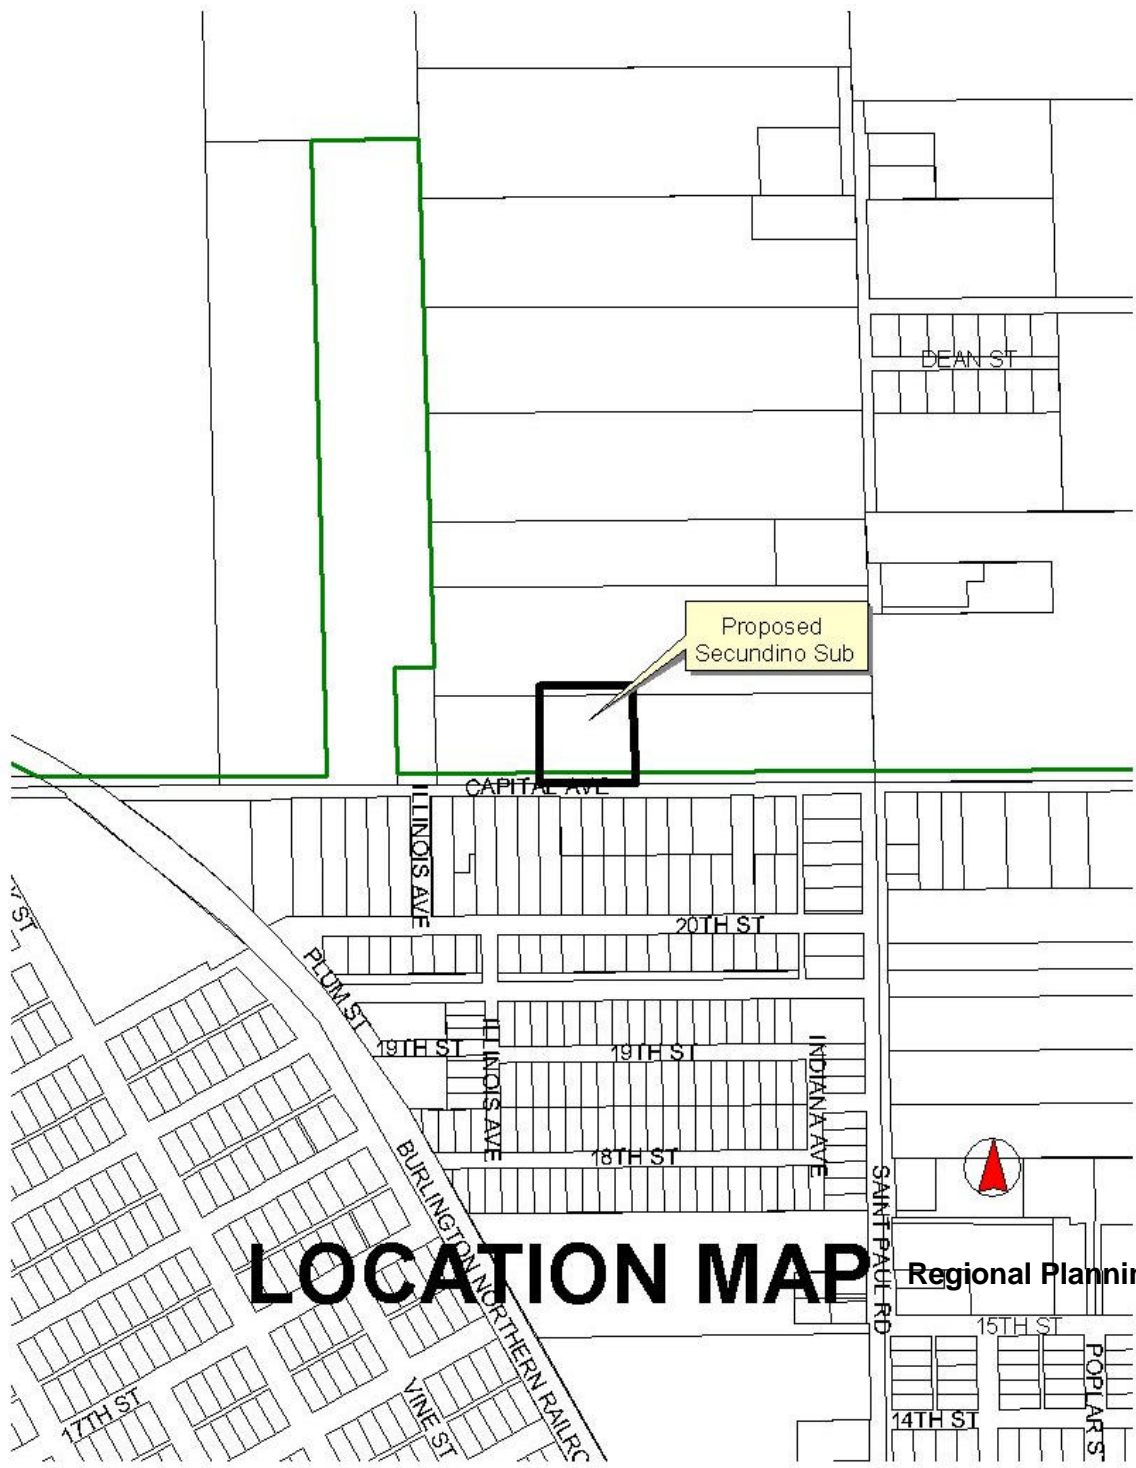 DEAN ST
Proposed
Secundino Sub
CAPITAL AVE
ILLINOIS AVE
20TH ST
PLUM ST
19TH ST
19TH ST
ILLINOIS AVE
INDIANA AVE
18TH ST
BURLINGTON NORTHERN RAILRO
SAINT PAUL RD
LOCATION MAP
Regional Plannin
15TH ST
POPLAR S
17TH ST
VINE ST
14TH ST